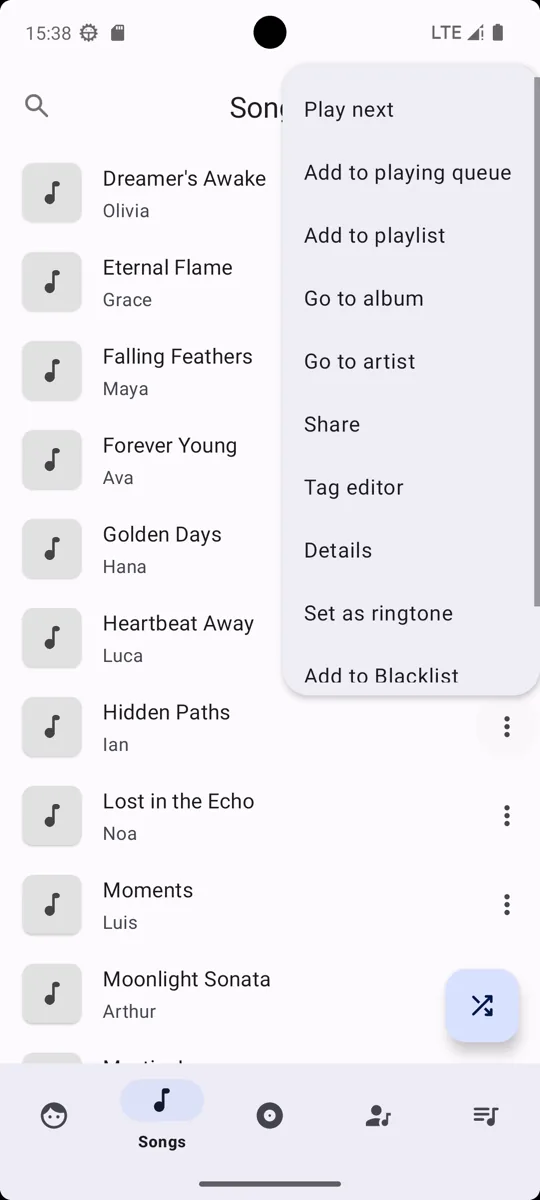 15:38
LTE
Song
Play next
Add to playing queue
Add to playlist
Go to album
Go to artist
Share
Tag editor
Details
Set as ringtone
Add to Blacklist
Dreamer's Awake
Olivia
Eternal Flame
Grace
Falling Feathers
Maya
Forever Young
Ava
Golden Days
Hana
Heartbeat Away
Luca
Hidden Paths
Ian
Lost in the Echo
Noa
Moments
Luis
Moonlight Sonata
Arthur
Songs